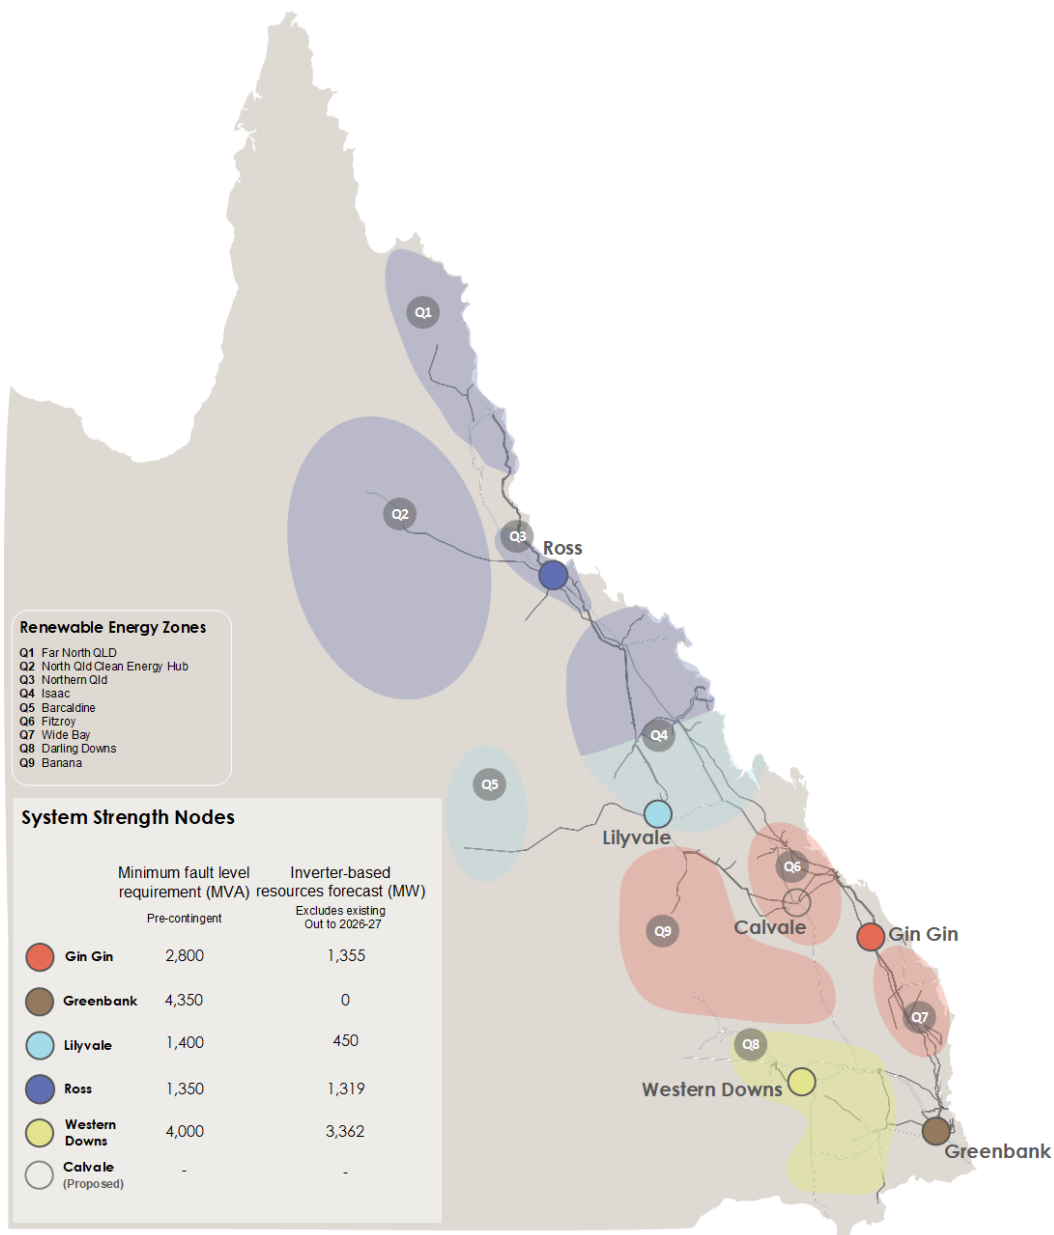 Q1
Q2
Q3
Ross
Renewable Energy Zones
Q1 Far North QLD
Q2 North Qld Clean Energy Hub
Q3 Northern Qld
Q4 Isaac
Q5 Barcaldine
Q6 Fitzroy
Q7 Wide Bay
Q8 Darling Downs
Q9 Banana
Q4
Q5
Lilyvale
Q6
Calvale
Q9
Gin Gin
Q7
Q8
Western Downs
Greenbank
System Strength Nodes
Minimum fault level
requirement (MVA)
Pre-contingent
Inverter-based
resources forecast (MW)
Excludes existing
Out to 2026-27
Gin Gin 2,800 1,355
Greenbank 4,350 0
Lilyvale 1,400 450
Ross 1,350 1,319
Western
Downs 4,000 3,362
Calvale - -
(Proposed)